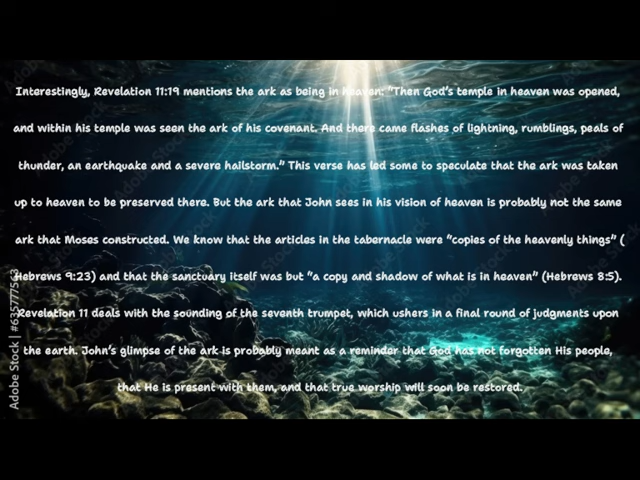 Interestingly, Revelation 11:19 mentions the ark as being in heaven: "Then God's temple in heaven was opened,
and within his temple was seen the ark of his covenant. And there came flashes of lightning, rumblings, peals of
thunder, an earthquake and a severe hailstorm." This verse has led some to speculate that the ark was taken
up to heaven to be preserved there. But the ark that John sees in his vision of heaven is probably not the same
ark that Moses constructed. We know that the articles in the tabernacle were "copies of the heavenly things" (
Hebrews 9:23) and that the sanctuary itself was but "a copy and shadow of what is in heaven" (Hebrews 8:5).
Revelation 11 deals with the sounding of the seventh trumpet, which ushers in a final round of judgments upon
the earth. John's glimpse of the ark is probably meant as a reminder that God has not forgotten His people,
that He is present with them, and that true worship will soon be restored.
Adobe Stock | #635777563
Adobe Stock